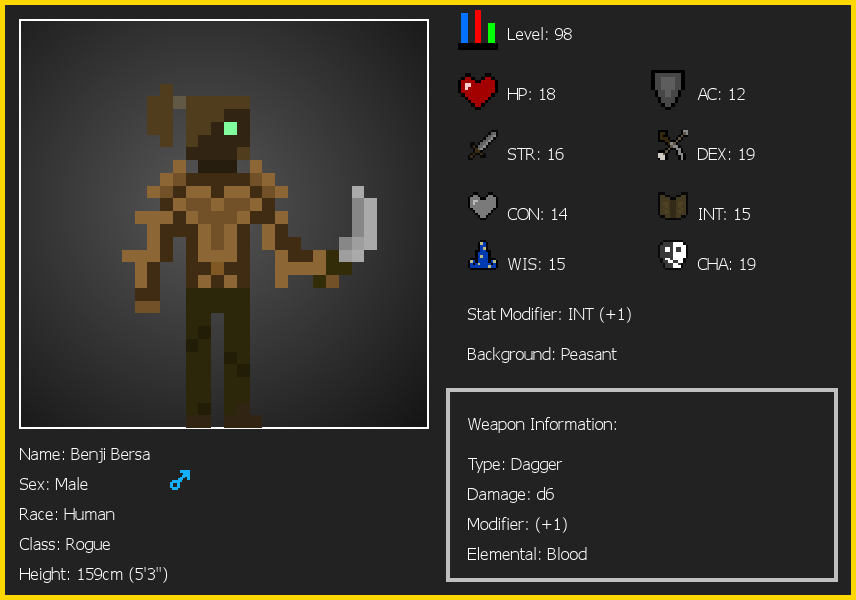 Level: 98
HP: 18
AC: 12
STR: 16
DEX: 19
CON: 14
INT: 15
WIS: 15
CHA: 19
Stat Modifier: INT (+1)
Background: Peasant
Weapon Information:
Type: Dagger
Damage: d6
Modifier: (+1)
Elemental: Blood
Name: Benji Bersa
Sex: Male
Race: Human
Class: Rogue
Height: 159cm (5'3")